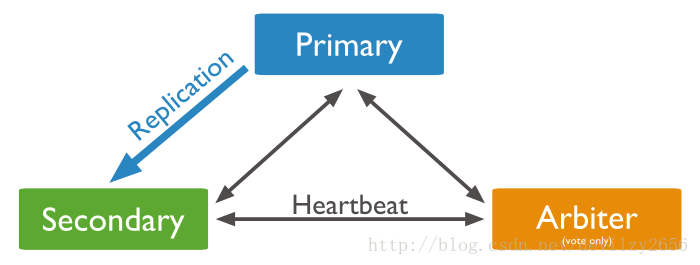 Primary
Replication
Secondary
Heartbeat
Arbiter
(vote only)